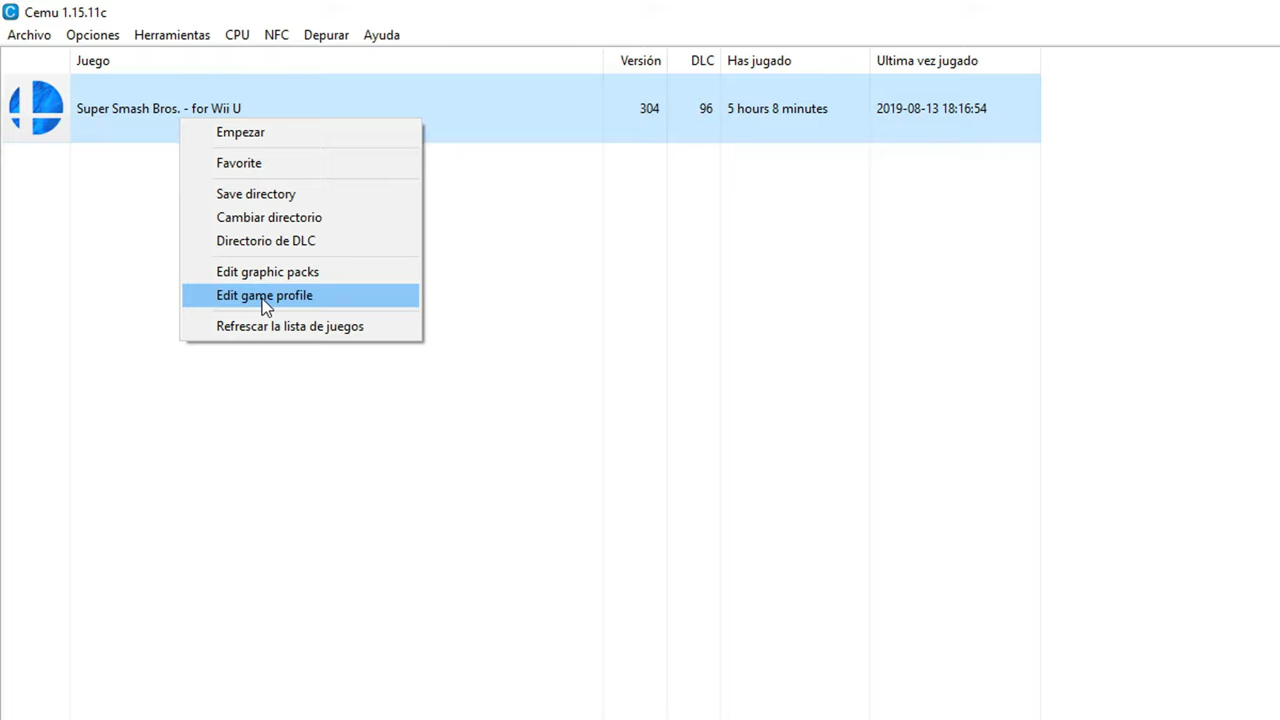 Cemu 1.15.11c
Archivo Opciones Herramientas CPU NFC Depurar Ayuda
Juego Versión DLC Has jugado Ultima vez jugado
Super Smash Bros. - for Wii U 304 96 5 hours 8 minutes 2019-08-13 18:16:54
Empezar
Favorite
Save directory
Cambiar directorio
Directorio de DLC
Edit graphic packs
Edit game profile
Refrescar la lista de juegos